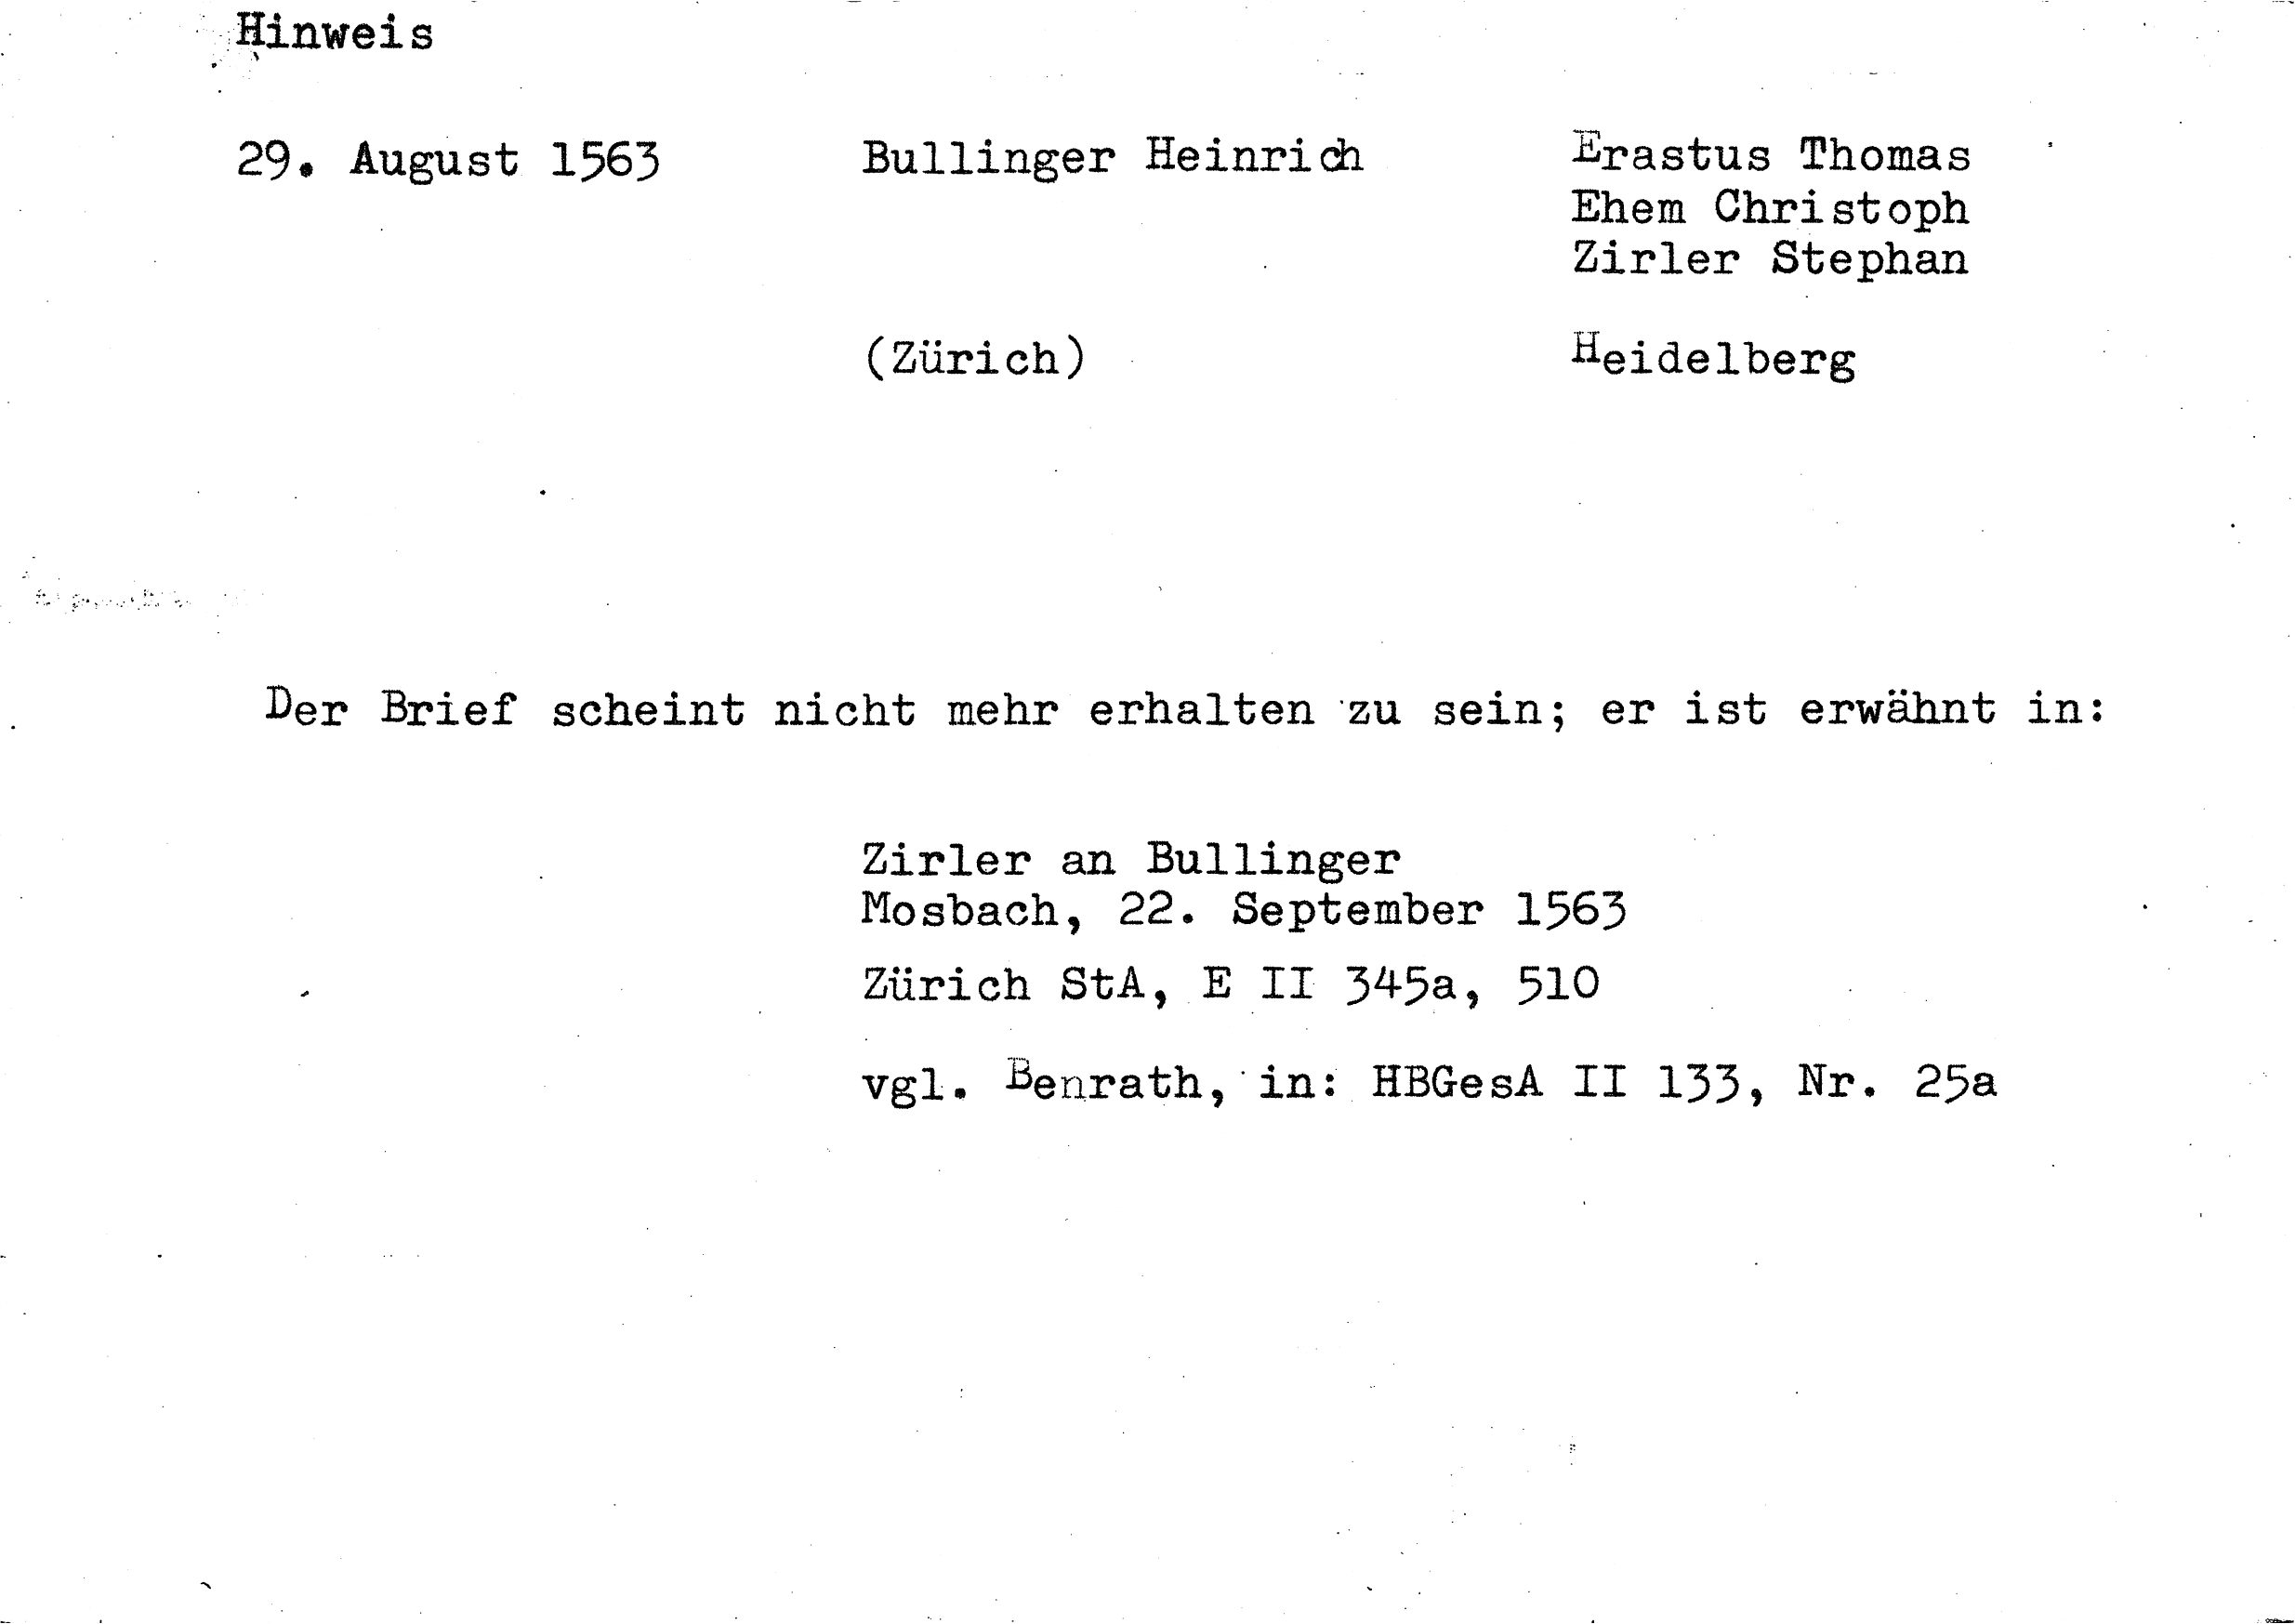 Hinweis
29. August 1563 Bullinger Heinrich Erastus Thomas
Ehem Christoph
Zirler Stephan
(Zürich) Heidelberg
Der Brief scheint nicht mehr erhalten zu sein; er ist erwähnt in:
Zirler an Bullinger
Mosbach, 22. September 1563
Zürich StA, E II 345a, 510
vgl. Benrath, in: HBGesA II 133, Nr. 25a